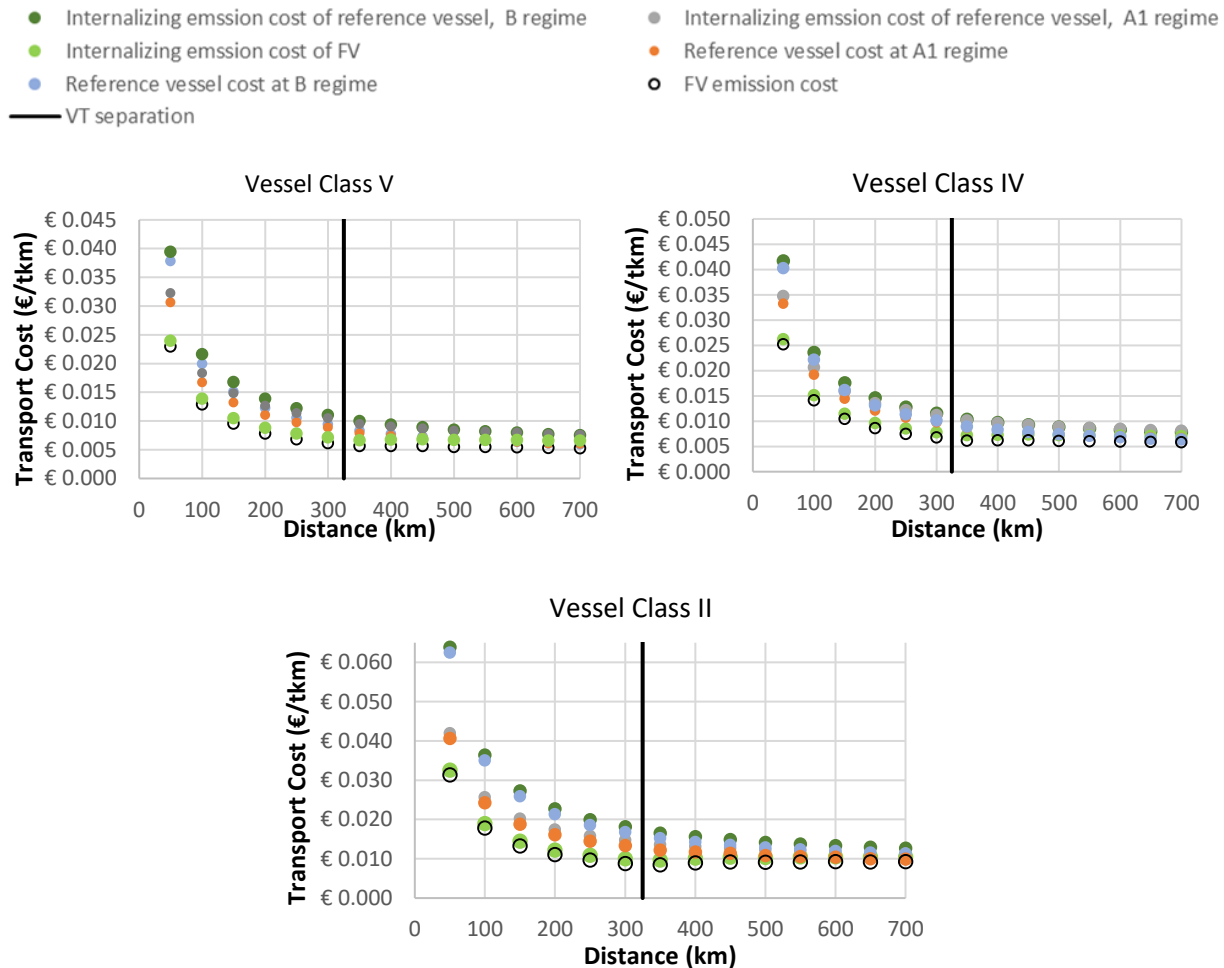 Internalizing emssion cost of reference vessel, B regime
Internalizing emssion cost of reference vessel, A1 regime
Internalizing emssion cost of FV
Reference vessel cost at A1 regime
Reference vessel cost at B regime
FV emission cost
VT separation
Vessel Class V
Transport Cost (€/tkm)
€ 0.045
€ 0.040
€ 0.035
€ 0.030
€ 0.025
€ 0.020
€ 0.015
€ 0.010
€ 0.005
€ 0.000
0 100 200 300 400 500 600 700
Distance (km)
Vessel Class IV
Transport Cost (€/tkm)
€ 0.050
€ 0.045
€ 0.040
€ 0.035
€ 0.030
€ 0.025
€ 0.020
€ 0.015
€ 0.010
€ 0.005
€ 0.000
0 100 200 300 400 500 600 700
Distance (km)
Vessel Class II
Transport Cost (€/tkm)
€ 0.060
€ 0.050
€ 0.040
€ 0.030
€ 0.020
€ 0.010
€ 0.000
0 100 200 300 400 500 600 700
Distance (km)